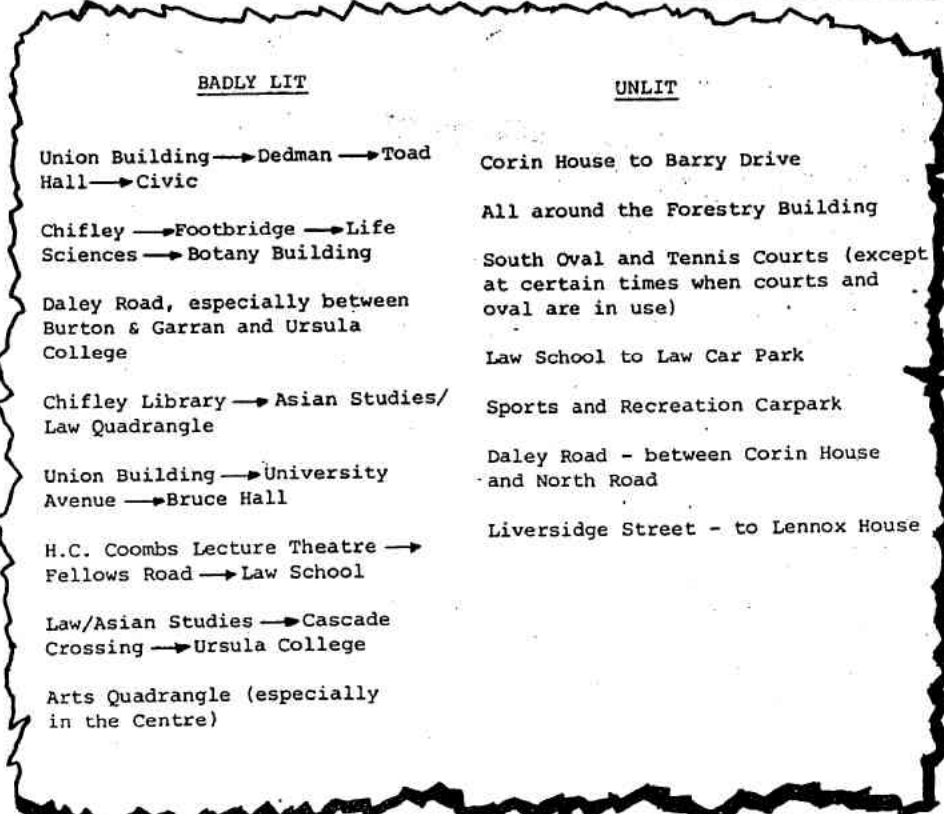 BADLY LIT
Union Building→Dedman→Toad
Hall→Civic
Chifley→Footbridge→Life
Sciences→Botany Building
Daley Road, especially between
Burton & Garran and Ursula
College
Chifley Library→Asian Studies/
Law Quadrangle
Union Building→University
Avenue→Bruce Hall
H.C. Coombs Lecture Theatre→
Fellows Road→Law School
Law/Asian Studies→Cascade
Crossing→Ursula College
Arts Quadrangle (especially
in the Centre)
UNLIT
Corin House to Barry Drive
All around the Forestry Building
South Oval and Tennis Courts (except
at certain times when courts and
oval are in use)
Law School to Law Car Park
Sports and Recreation Carpark
Daley Road - between Corin House
and North Road
Liversidge Street - to Lennox House